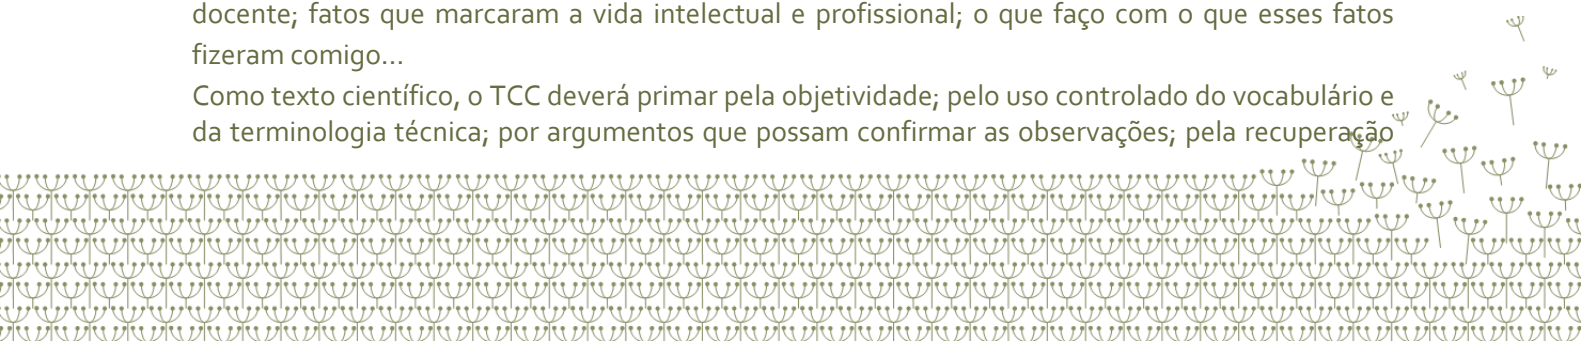 docente; fatos que marcaram a vida intelectual e profissional; o que faço com o que esses fatos
fizeram comigo...
Como texto científico, o TCC deverá primar pela objetividade; pelo uso controlado do vocabulário e
da terminologia técnica; por argumentos que possam confirmar as observações; pela recuperação